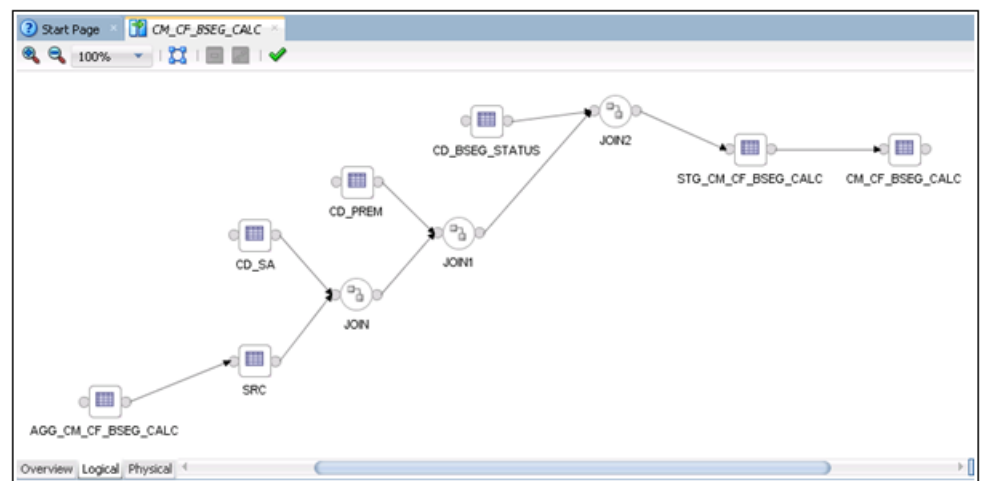 Start Page
CM_CF_BSEG_CALC
100%
CD_BSEG_STATUS
JOIN2
STG_CM_CF_BSEG_CALC
CM_CF_BSEG_CALC
CD_PREM
JOIN1
CD_SA
JOIN
SRC
AGG_CM_CF_BSEG_CALC
Overview Logical Physical